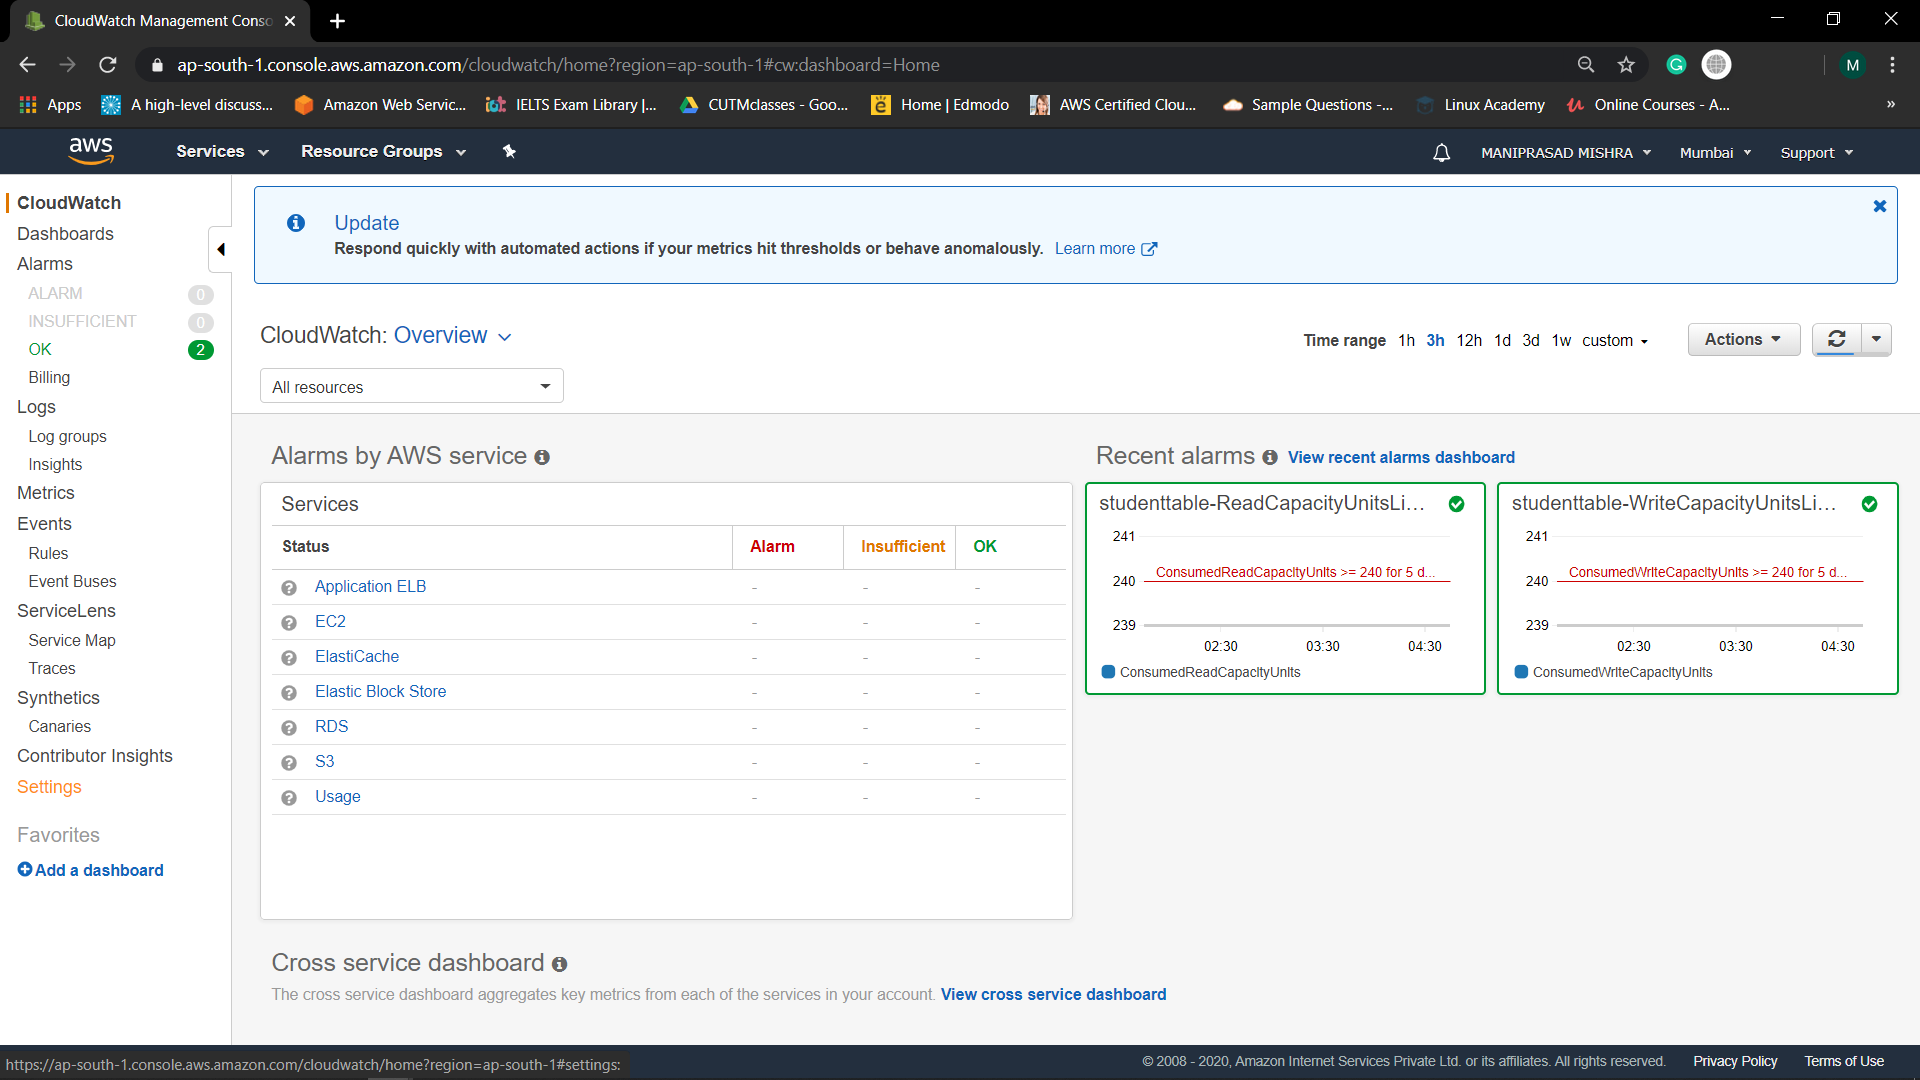 CloudWatch Management Conso
ap-south-1.console.aws.amazon.com/cloudwatch/home?region=ap-south-1#cw:dashboard=Home
M
Apps
A high-level discuss...
Amazon Web Servic...
IELTS Exam Library |...
CUTMclasses - Goo...
Home | Edmodo
AWS Certified Clou...
Sample Questions -...
Linux Academy
Online Courses - A...
»
aws
Services
Resource Groups
MANIPRASAD MISHRA
Mumbai
Support
CloudWatch
Dashboards
Alarms
ALARM 0
INSUFFICIENT 0
OK 2
Billing
Logs
Log groups
Insights
Metrics
Events
Rules
Event Buses
ServiceLens
Service Map
Traces
Synthetics
Canaries
Contributor Insights
Settings
Favorites
Add a dashboard
Update
Respond quickly with automated actions if your metrics hit thresholds or behave anomalously. Learn more
CloudWatch: Overview
Time range 1h 3h 12h 1d 3d 1w custom
Actions
All resources
Alarms by AWS service
Services
Status Alarm Insufficient OK
Application ELB - - -
EC2 - - -
ElastiCache - - -
Elastic Block Store - - -
RDS - - -
S3 - - -
Usage - - -
Recent alarms View recent alarms dashboard
studenttable-ReadCapacityUnitsLi...
241
ConsumedReadCapacityUnits >= 240 for 5 d...
240
239
02:30 03:30 04:30
ConsumedReadCapacityUnits
studenttable-WriteCapacityUnitsLi...
241
ConsumedWriteCapacityUnits >= 240 for 5 d...
240
239
02:30 03:30 04:30
ConsumedWriteCapacityUnits
Cross service dashboard
The cross service dashboard aggregates key metrics from each of the services in your account. View cross service dashboard
https://ap-south-1.console.aws.amazon.com/cloudwatch/home?region=ap-south-1#settings:
© 2008 - 2020, Amazon Internet Services Private Ltd. or its affiliates. All rights reserved. Privacy Policy Terms of Use